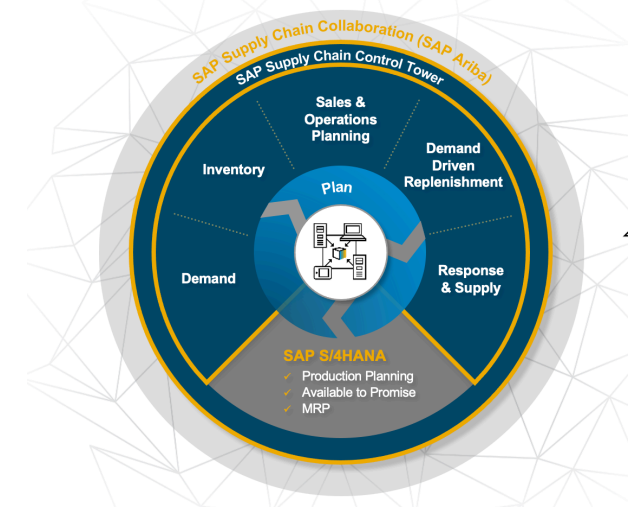 SAP Supply Chain Collaboration (SAP Ariba)
SAP Supply Chain Control Tower
Sales &
Operations
Planning
Inventory
Demand
Driven
Replenishment
Plan
Demand
Response
& Supply
SAP S/4HANA
✓ Production Planning
✓ Available to Promise
✓ MRP